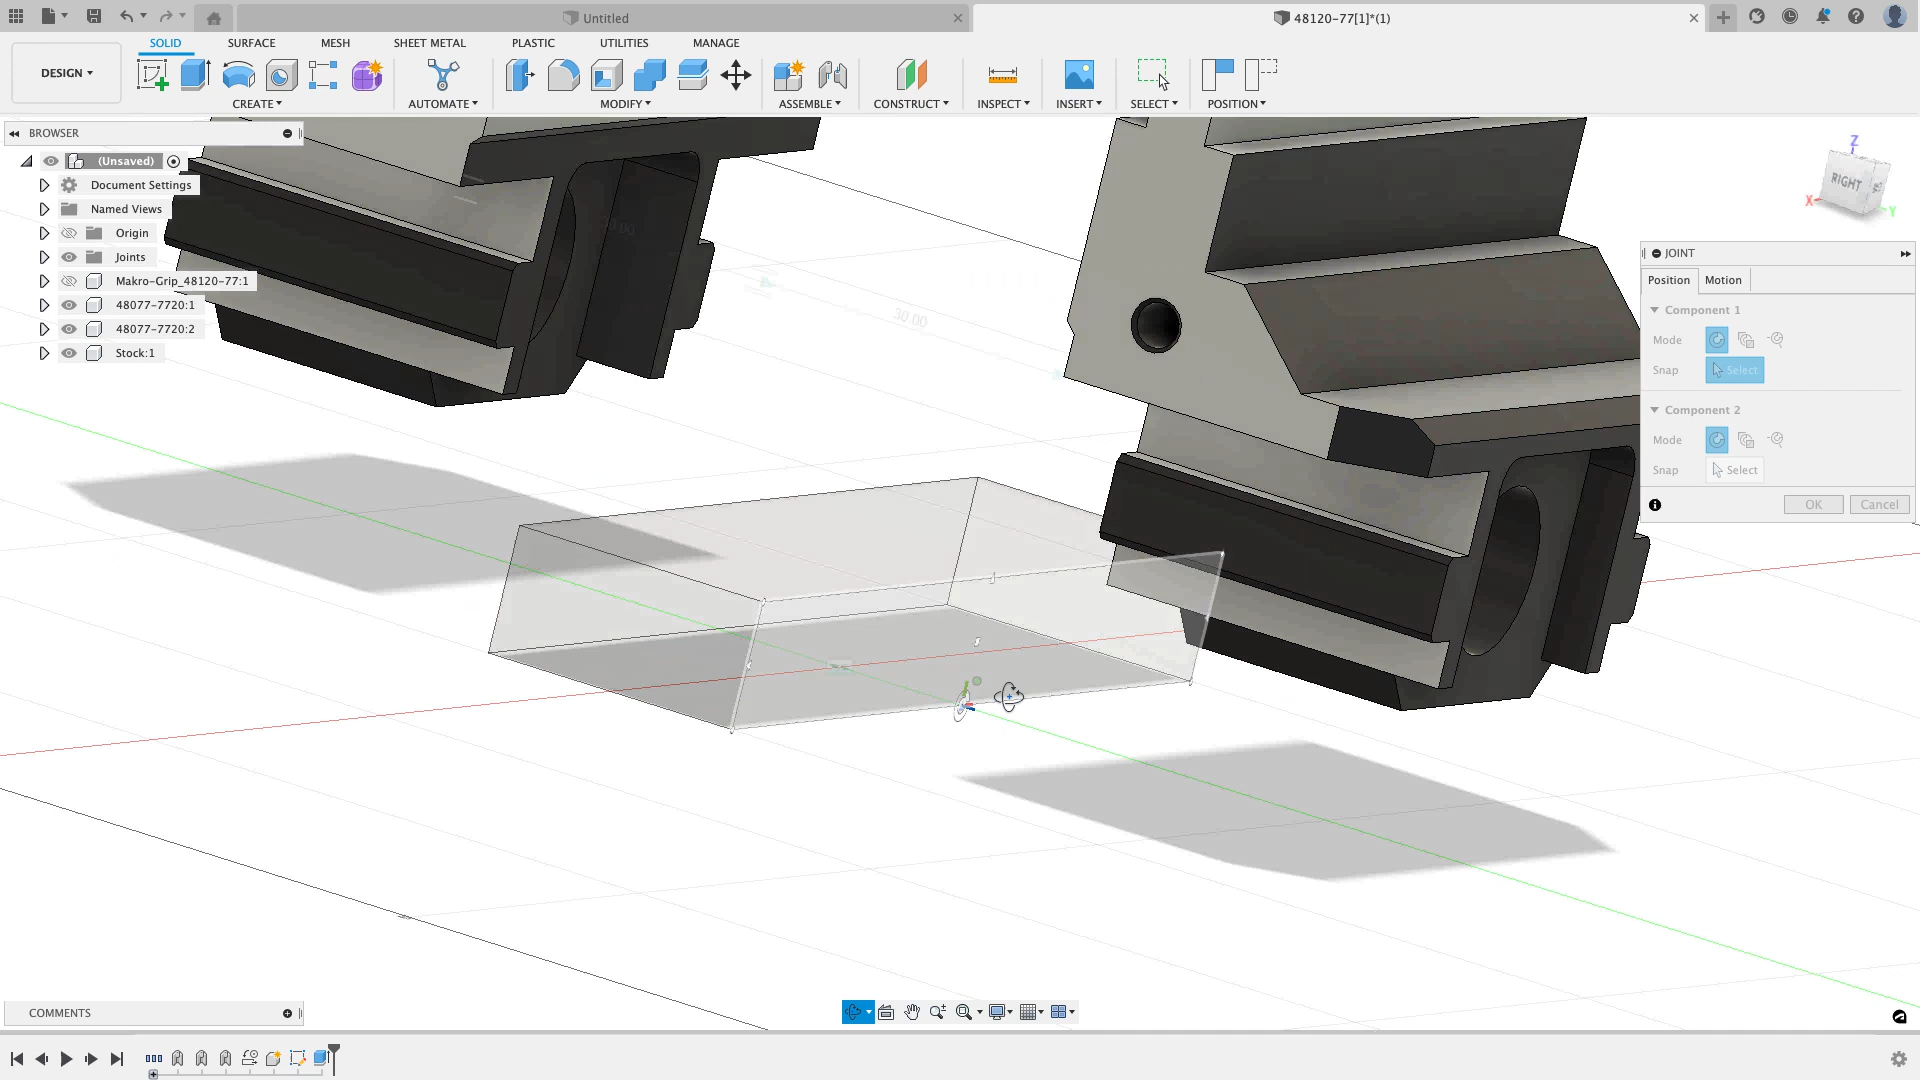 Untitled
48120-77[1]*(1)
SOLID
SURFACE
MESH
SHEET METAL
PLASTIC
UTILITIES
MANAGE
DESIGN
CREATE
AUTOMATE
MODIFY
ASSEMBLE
CONSTRUCT
INSPECT
INSERT
SELECT
POSITION
BROWSER
(Unsaved)
Document Settings
Named Views
Origin
Joints
Makro-Grip_48120-77:1
48077-7720:1
48077-7720:2
Stock:1
30.00
Z
RIGHT
X
Y
JOINT
Position
Motion
Component 1
Mode
Snap
Select
Component 2
Mode
Snap
Select
OK
Cancel
COMMENTS